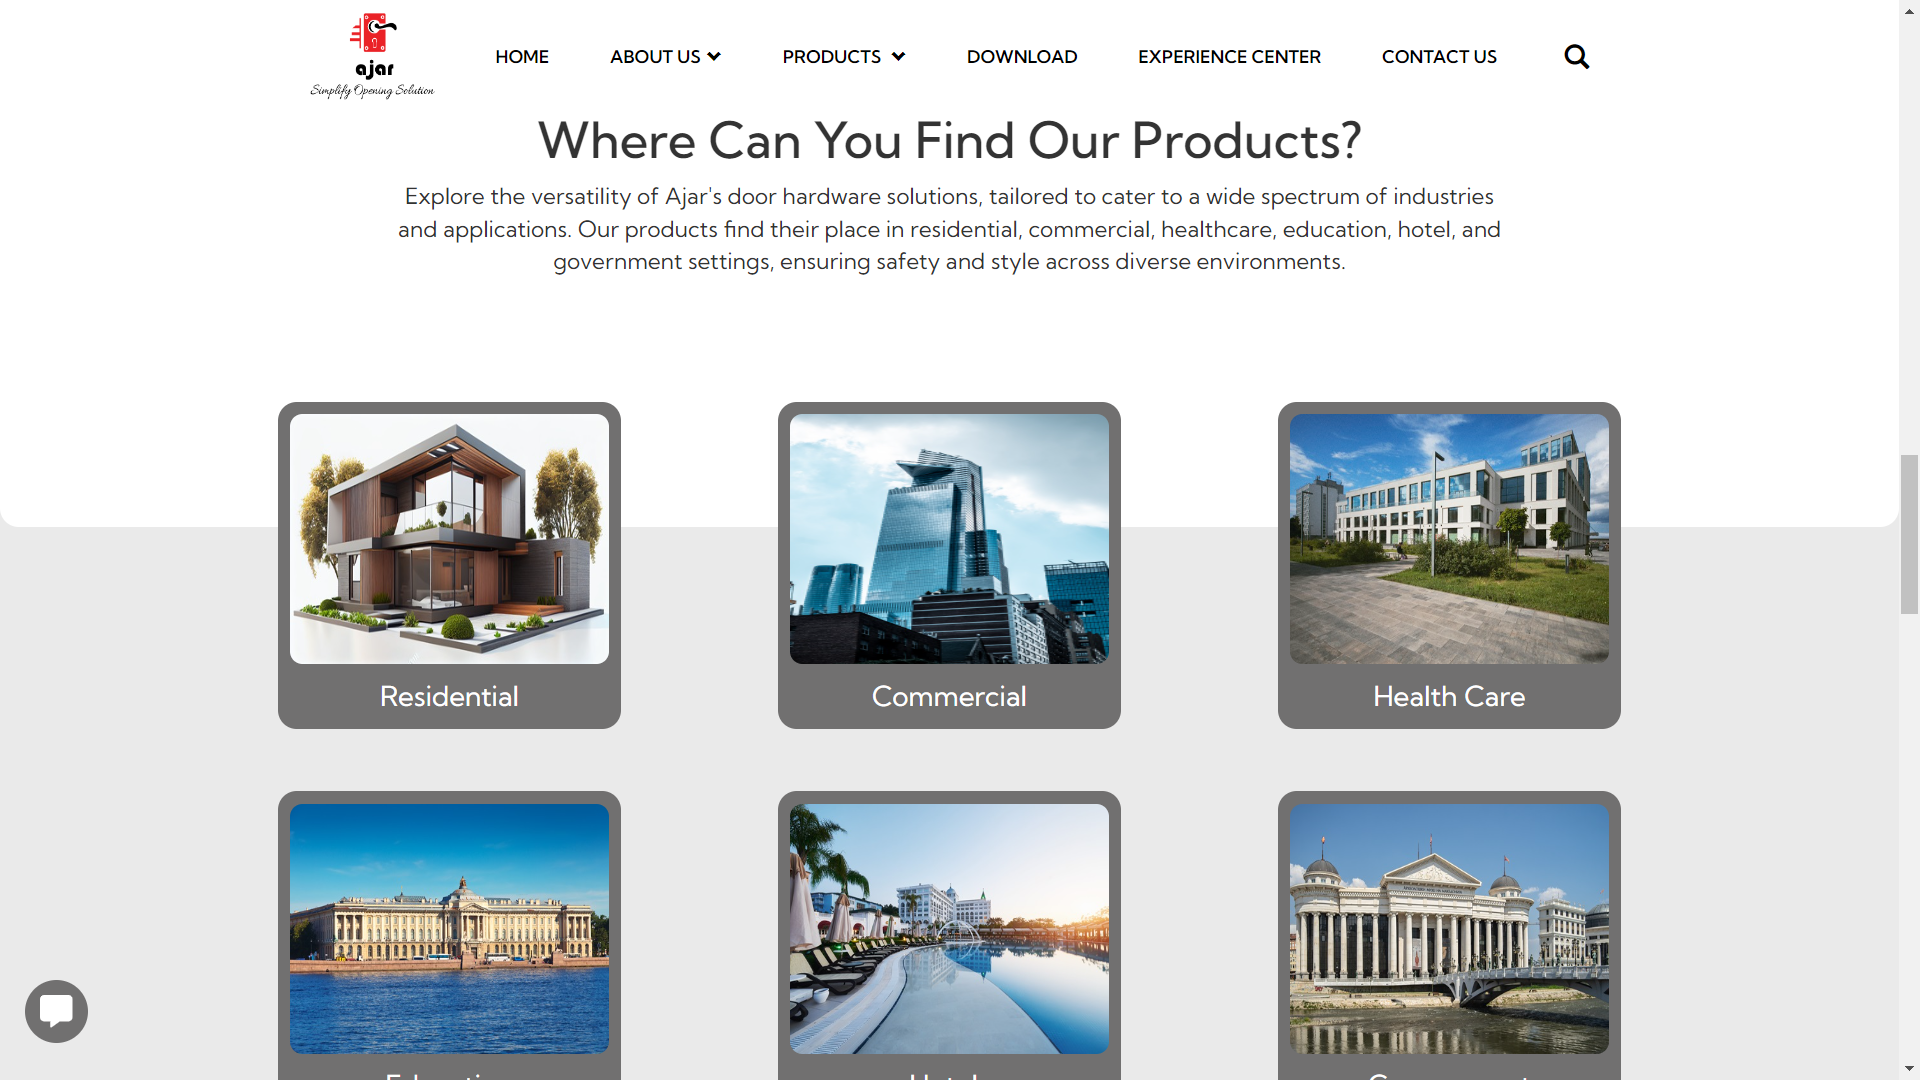 ajar
Simplify Opening Solution
HOME
ABOUT US
PRODUCTS
DOWNLOAD
EXPERIENCE CENTER
CONTACT US
Where Can You Find Our Products?
Explore the versatility of Ajar's door hardware solutions, tailored to cater to a wide spectrum of industries
and applications. Our products find their place in residential, commercial, healthcare, education, hotel, and
government settings, ensuring safety and style across diverse environments.
Residential
Commercial
Health Care